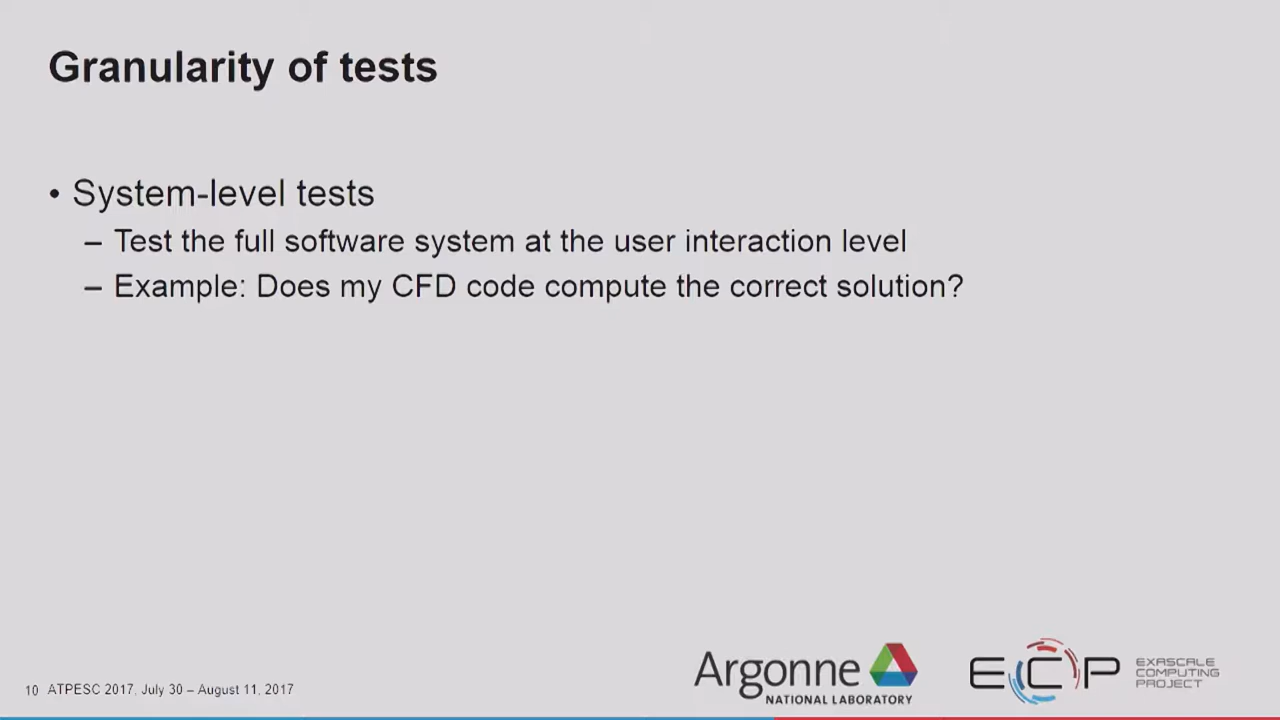 Granularity of tests
• System-level tests
– Test the full software system at the user interaction level
– Example: Does my CFD code compute the correct solution?
10 ATPESC 2017, July 30 – August 11, 2017
Argonne
NATIONAL LABORATORY
ECP
EXASCALE
COMPUTING
PROJECT